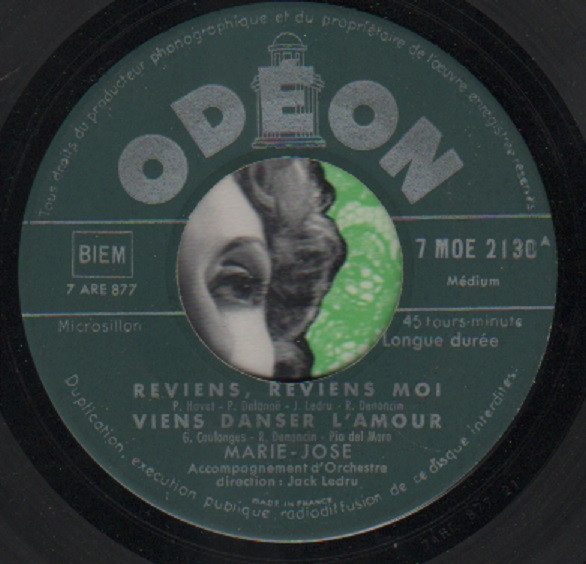 Tous droits du producteur phonographique et du propriétaire de l'œuvre enregistrée réservés
ODEON
BIEM
7 ARE 877
7 MOE 2130 A
Médium
Microsillon
45 tours-minute
Longue durée
REVIENS, REVIENS MOI
P. Havet - P. Delanoë - J. Ledru - R. Denoncin
VIENS DANSER L'AMOUR
G. Coulonges - R. Denoncin - Pia del Moro
MARIE-JOSE
Accompagnement d'Orchestre
direction : Jack Ledru
MADE IN FRANCE
Duplication, exécution publique, radiodiffusion de ce disque interdites.